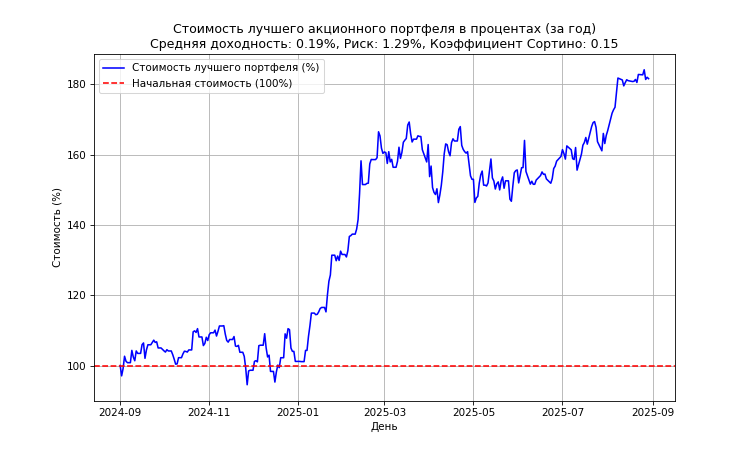 Стоимость лучшего акционного портфеля в процентах (за год)
Средняя доходность: 0.19%, Риск: 1.29%, Коэффициент Сортино: 0.15
Стоимость лучшего портфеля (%)
Начальная стоимость (100%)
Стоимость (%)
180
160
140
120
100
2024-09 2024-11 2025-01 2025-03 2025-05 2025-07 2025-09
День